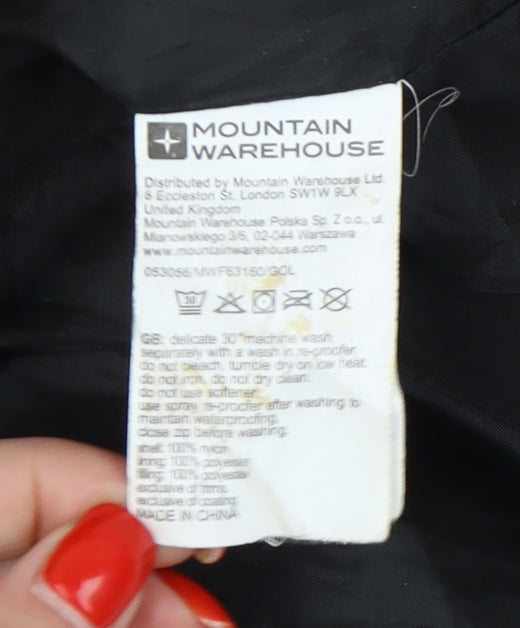 MOUNTAIN
WAREHOUSE
Distributed by Mountain Warehouse Ltd.
5 Eccleston St. London SW1W 9LX
United Kingdom
Mountain Warehouse Polska Sp. Z o.o., ul.
Mianowskiego 3/6, 02-044 Warszawa
www.mountainwarehouse.com
053066/MWF63160/GOL
30
GB: delicate 30° machine wash
separately with a wash in re-proofer.
do not bleach. tumble dry on low heat.
do not iron. do not dry clean.
do not use softener.
use spray re-proofer after washing to
maintain waterproofing.
close zip before washing.
shell: 100% nylon
lining: 100% polyester
filling: 100% polyester
exclusive of trims.
exclusive of coating
MADE IN CHINA